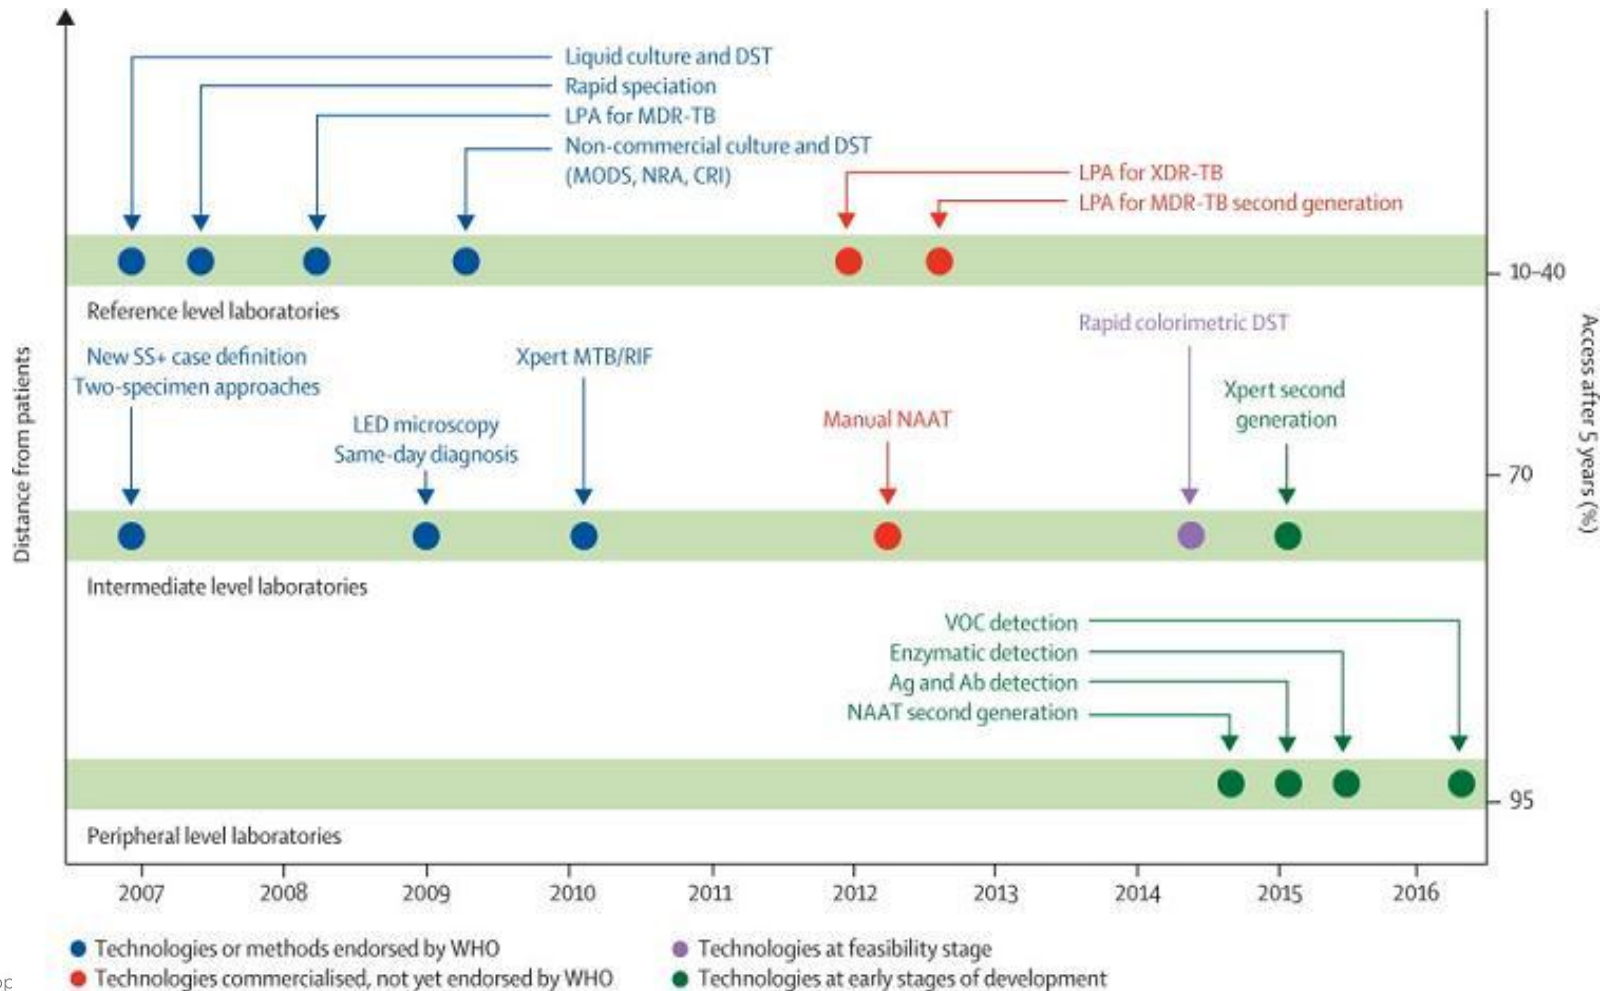 Liquid culture and DST
Rapid speciation
LPA for MDR-TB
Non-commercial culture and DST
(MODS, NRA, CRI)
LPA for XDR-TB
LPA for MDR-TB second generation
10–40
Reference level laboratories
Rapid colorimetric DST
New SS+ case definition
Two-specimen approaches
Xpert MTB/RIF
LED microscopy
Same-day diagnosis
Manual NAAT
Xpert second
generation
70
Distance from patients
Access after 5 years (%)
Intermediate level laboratories
VOC detection
Enzymatic detection
Ag and Ab detection
NAAT second generation
95
Peripheral level laboratories
2007 2008 2009 2010 2011 2012 2013 2014 2015 2016
Technologies or methods endorsed by WHO
Technologies commercialised, not yet endorsed by WHO
Technologies at feasibility stage
Technologies at early stages of development